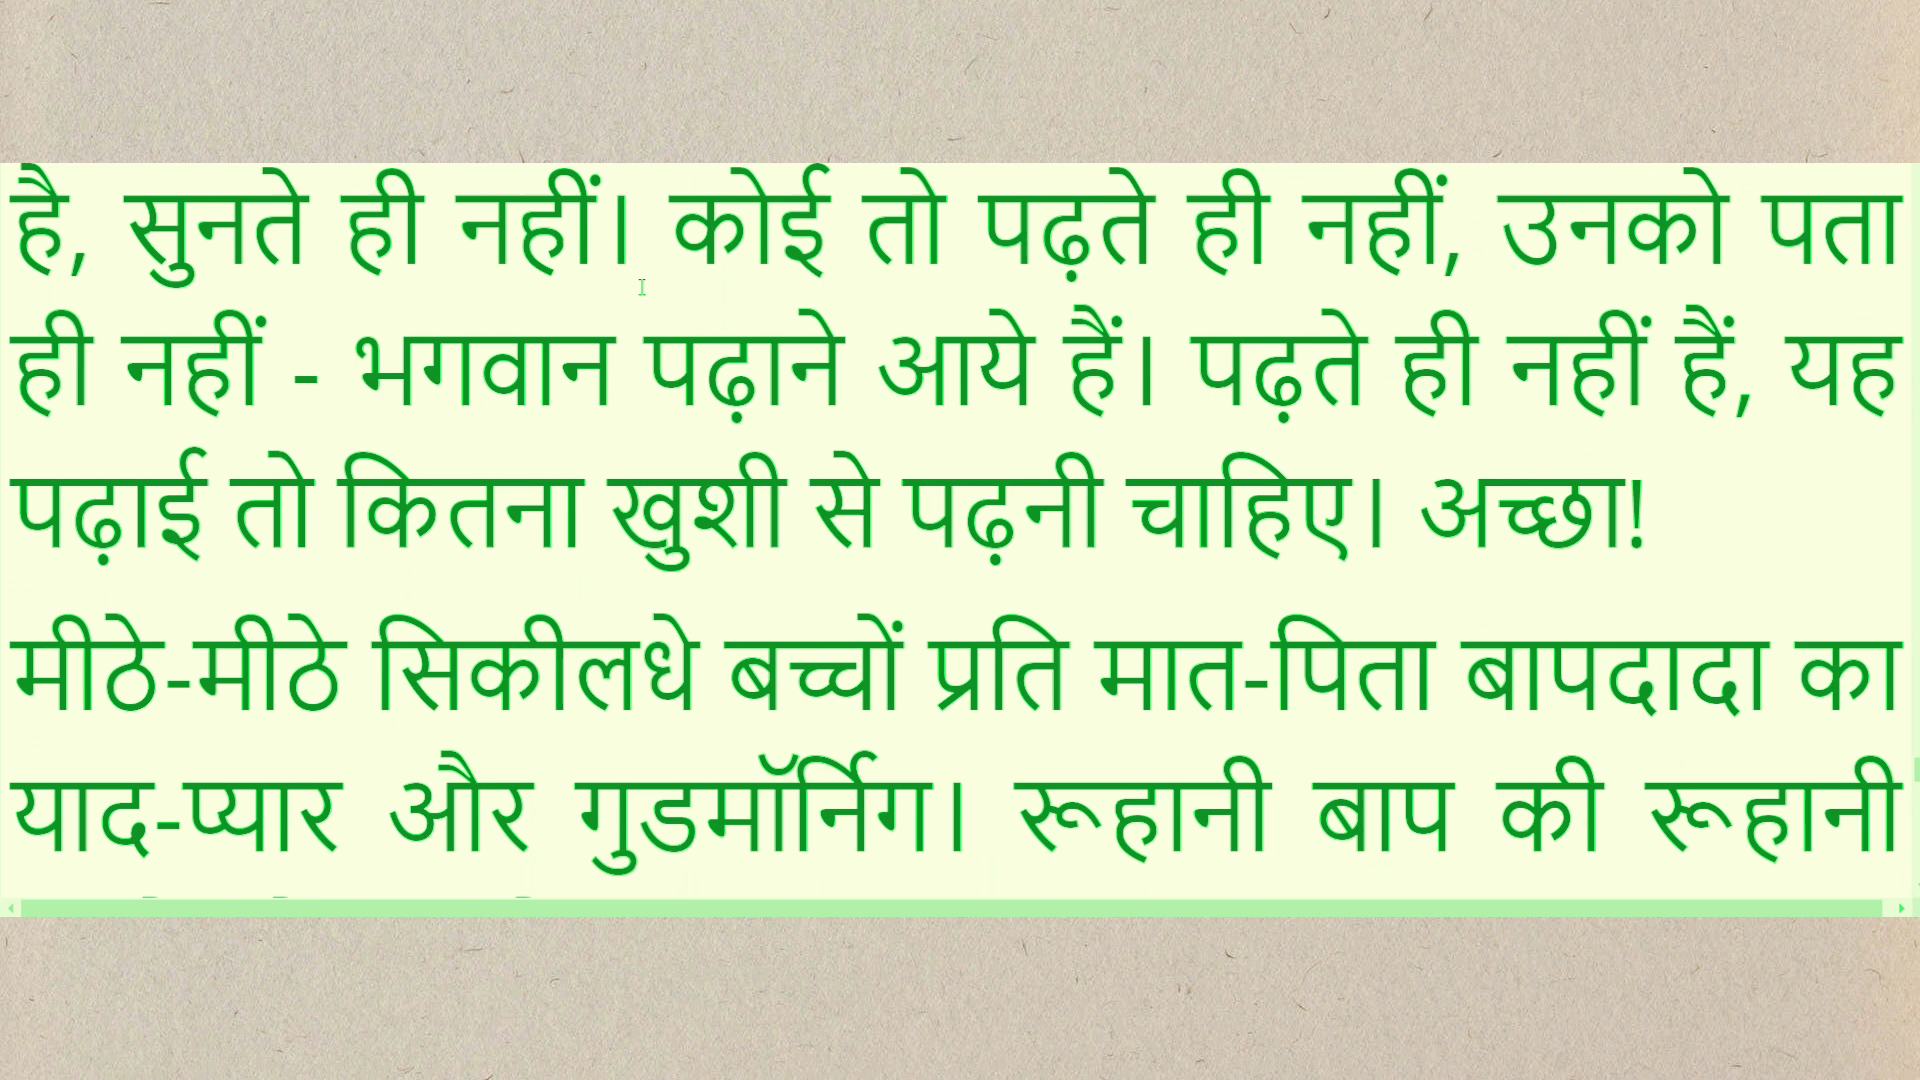 है, सुनते ही नहीं। कोई तो पढ़ते ही नहीं, उनको पता
ही नहीं - भगवान पढ़ाने आये हैं। पढ़ते ही नहीं हैं, यह
पढ़ाई तो कितना खुशी से पढ़नी चाहिए। अच्छा!
मीठे-मीठे सिकीलधे बच्चों प्रति मात-पिता बापदादा का
याद-प्यार और गुडमॉर्निंग। रूहानी बाप की रूहानी